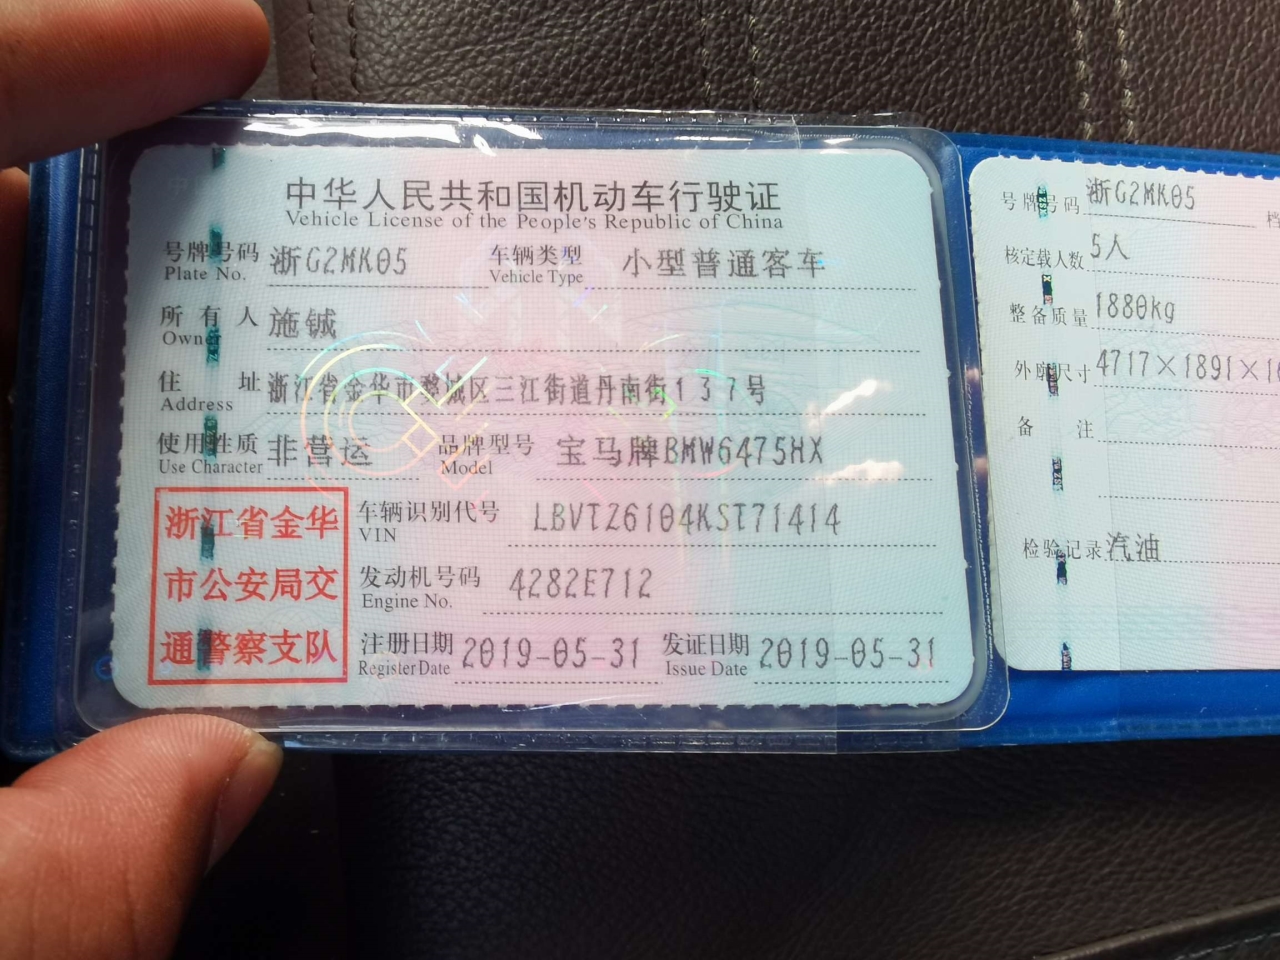 中华人民共和国机动车行驶证
Vehicle License of the People's Republic of China
号牌号码 浙G2MK05 车辆类型 小型普通客车
Plate No. Vehicle Type
所有人 施铖
Owner
住址 浙江省金华市婺城区三江街道丹南街137号
Address
使用性质 非营运 品牌型号 宝马牌BMW6475HX
Use Character Model
浙江省金华
市公安局交
通警察支队
车辆识别代号 LBVTZ6104KST71414
VIN
发动机号码 4282E712
Engine No.
注册日期 2019-05-31 发证日期 2019-05-31
Register Date Issue Date
号牌号码 浙G2MK05
核定载人数 5人
整备质量 1880kg
外廓尺寸 4717×1891×
备注
检验记录 汽油